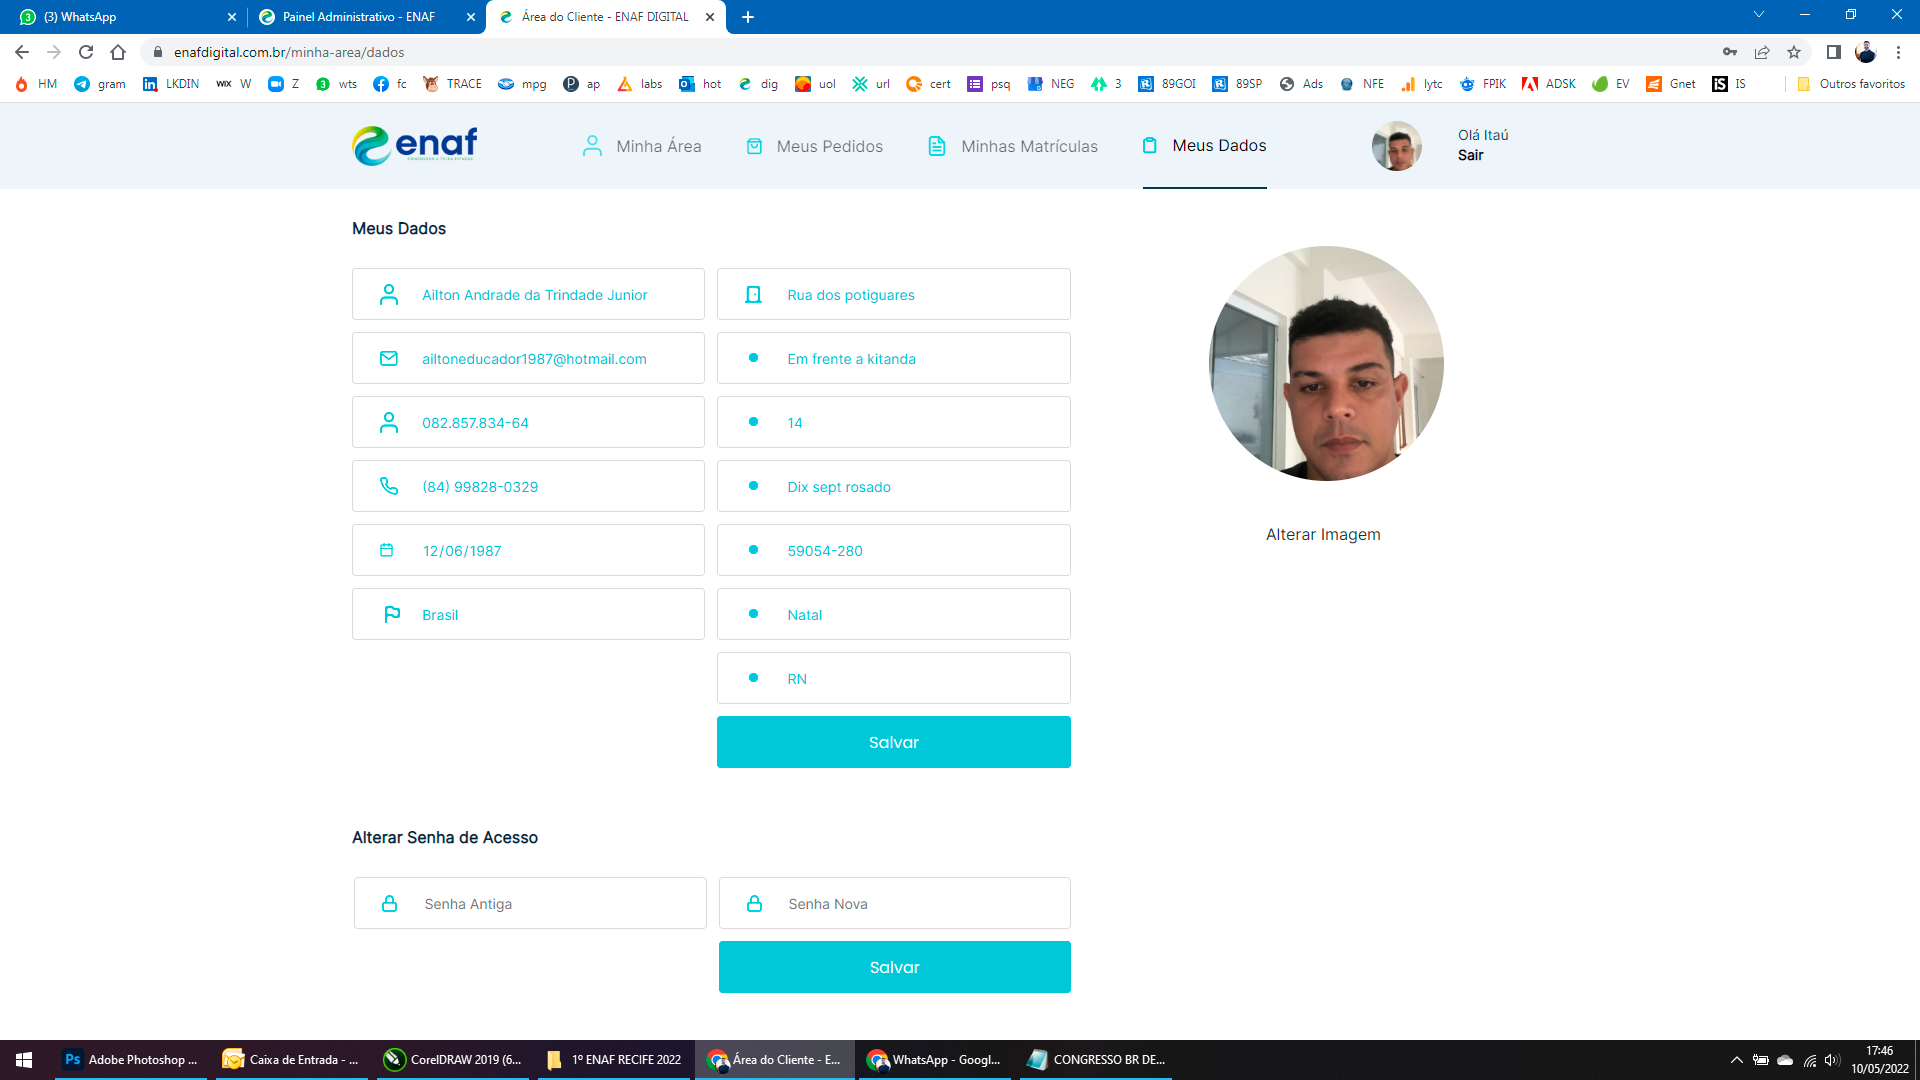 (3) WhatsApp
Painel Administrativo - ENAF
Área do Cliente - ENAF DIGITAL
enafdigital.com.br/minha-area/dados
HM gram LKDIN WiX W Z wts fc TRACE mpg ap labs hot dig uol url cert psq NEG 3 89GOI 89SP Ads NFE lytc FPIK ADSK EV Gnet iS IS Outros favoritos
enaf
Minha Área
Meus Pedidos
Minhas Matrículas
Meus Dados
Olá Itaú
Sair
Meus Dados
Ailton Andrade da Trindade Junior
Rua dos potiguares
ailtoneducador1987@hotmail.com
Em frente a kitanda
082.857.834-64
14
(84) 99828-0329
Dix sept rosado
12/06/1987
59054-280
Brasil
Natal
RN
Salvar
Alterar Imagem
Alterar Senha de Acesso
Senha Antiga
Senha Nova
Salvar
Ps Adobe Photoshop ...
Caixa de Entrada - ...
CorelDRAW 2019 (6...
1º ENAF RECIFE 2022
Área do Cliente - E...
WhatsApp - Googl...
CONGRESSO BR DE...
17:46
10/05/2022